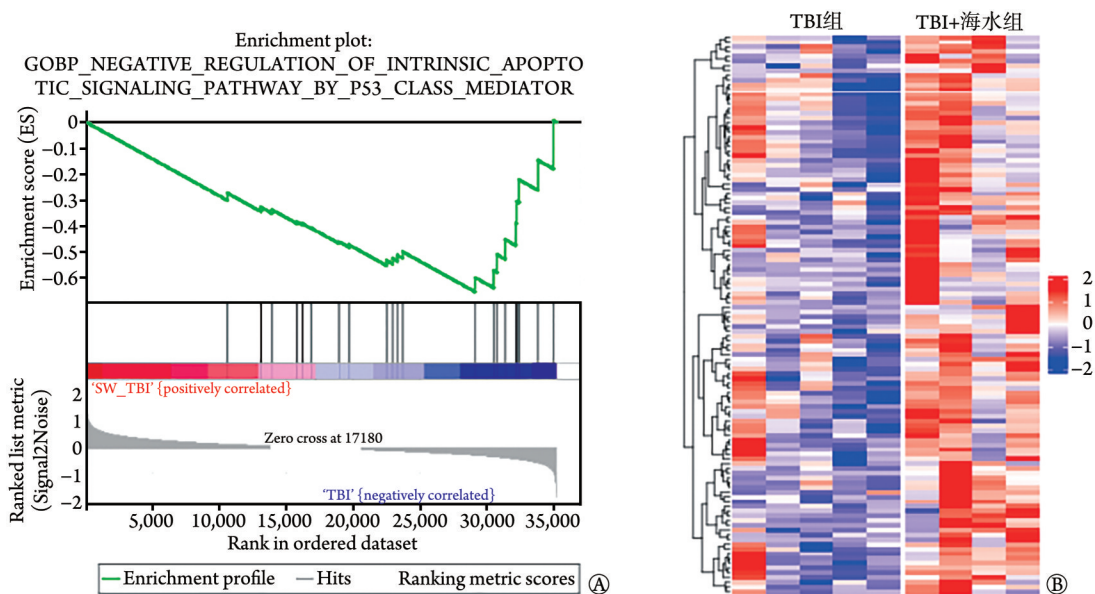 Enrichment plot:
GOBP_NEGATIVE_REGULATION_OF_INTRINSIC_APOPTO
TIC_SIGNALING_PATHWAY_BY_P53_CLASS_MEDIATOR
Enrichment score (ES)
0
−0.1
−0.2
−0.3
−0.4
−0.5
−0.6
'SW_TBI' {positively correlated}
Ranked list metric
(Signal2Noise)
2
1
0
−1
−2
Zero cross at 17180
'TBI' {negatively correlated}
5,000 10,000 15,000 20,000 25,000 30,000 35,000
Rank in ordered dataset
Enrichment profile Hits Ranking metric scores
Ⓐ
TBI组 TBI+海水组
2
1
0
−1
−2
Ⓑ